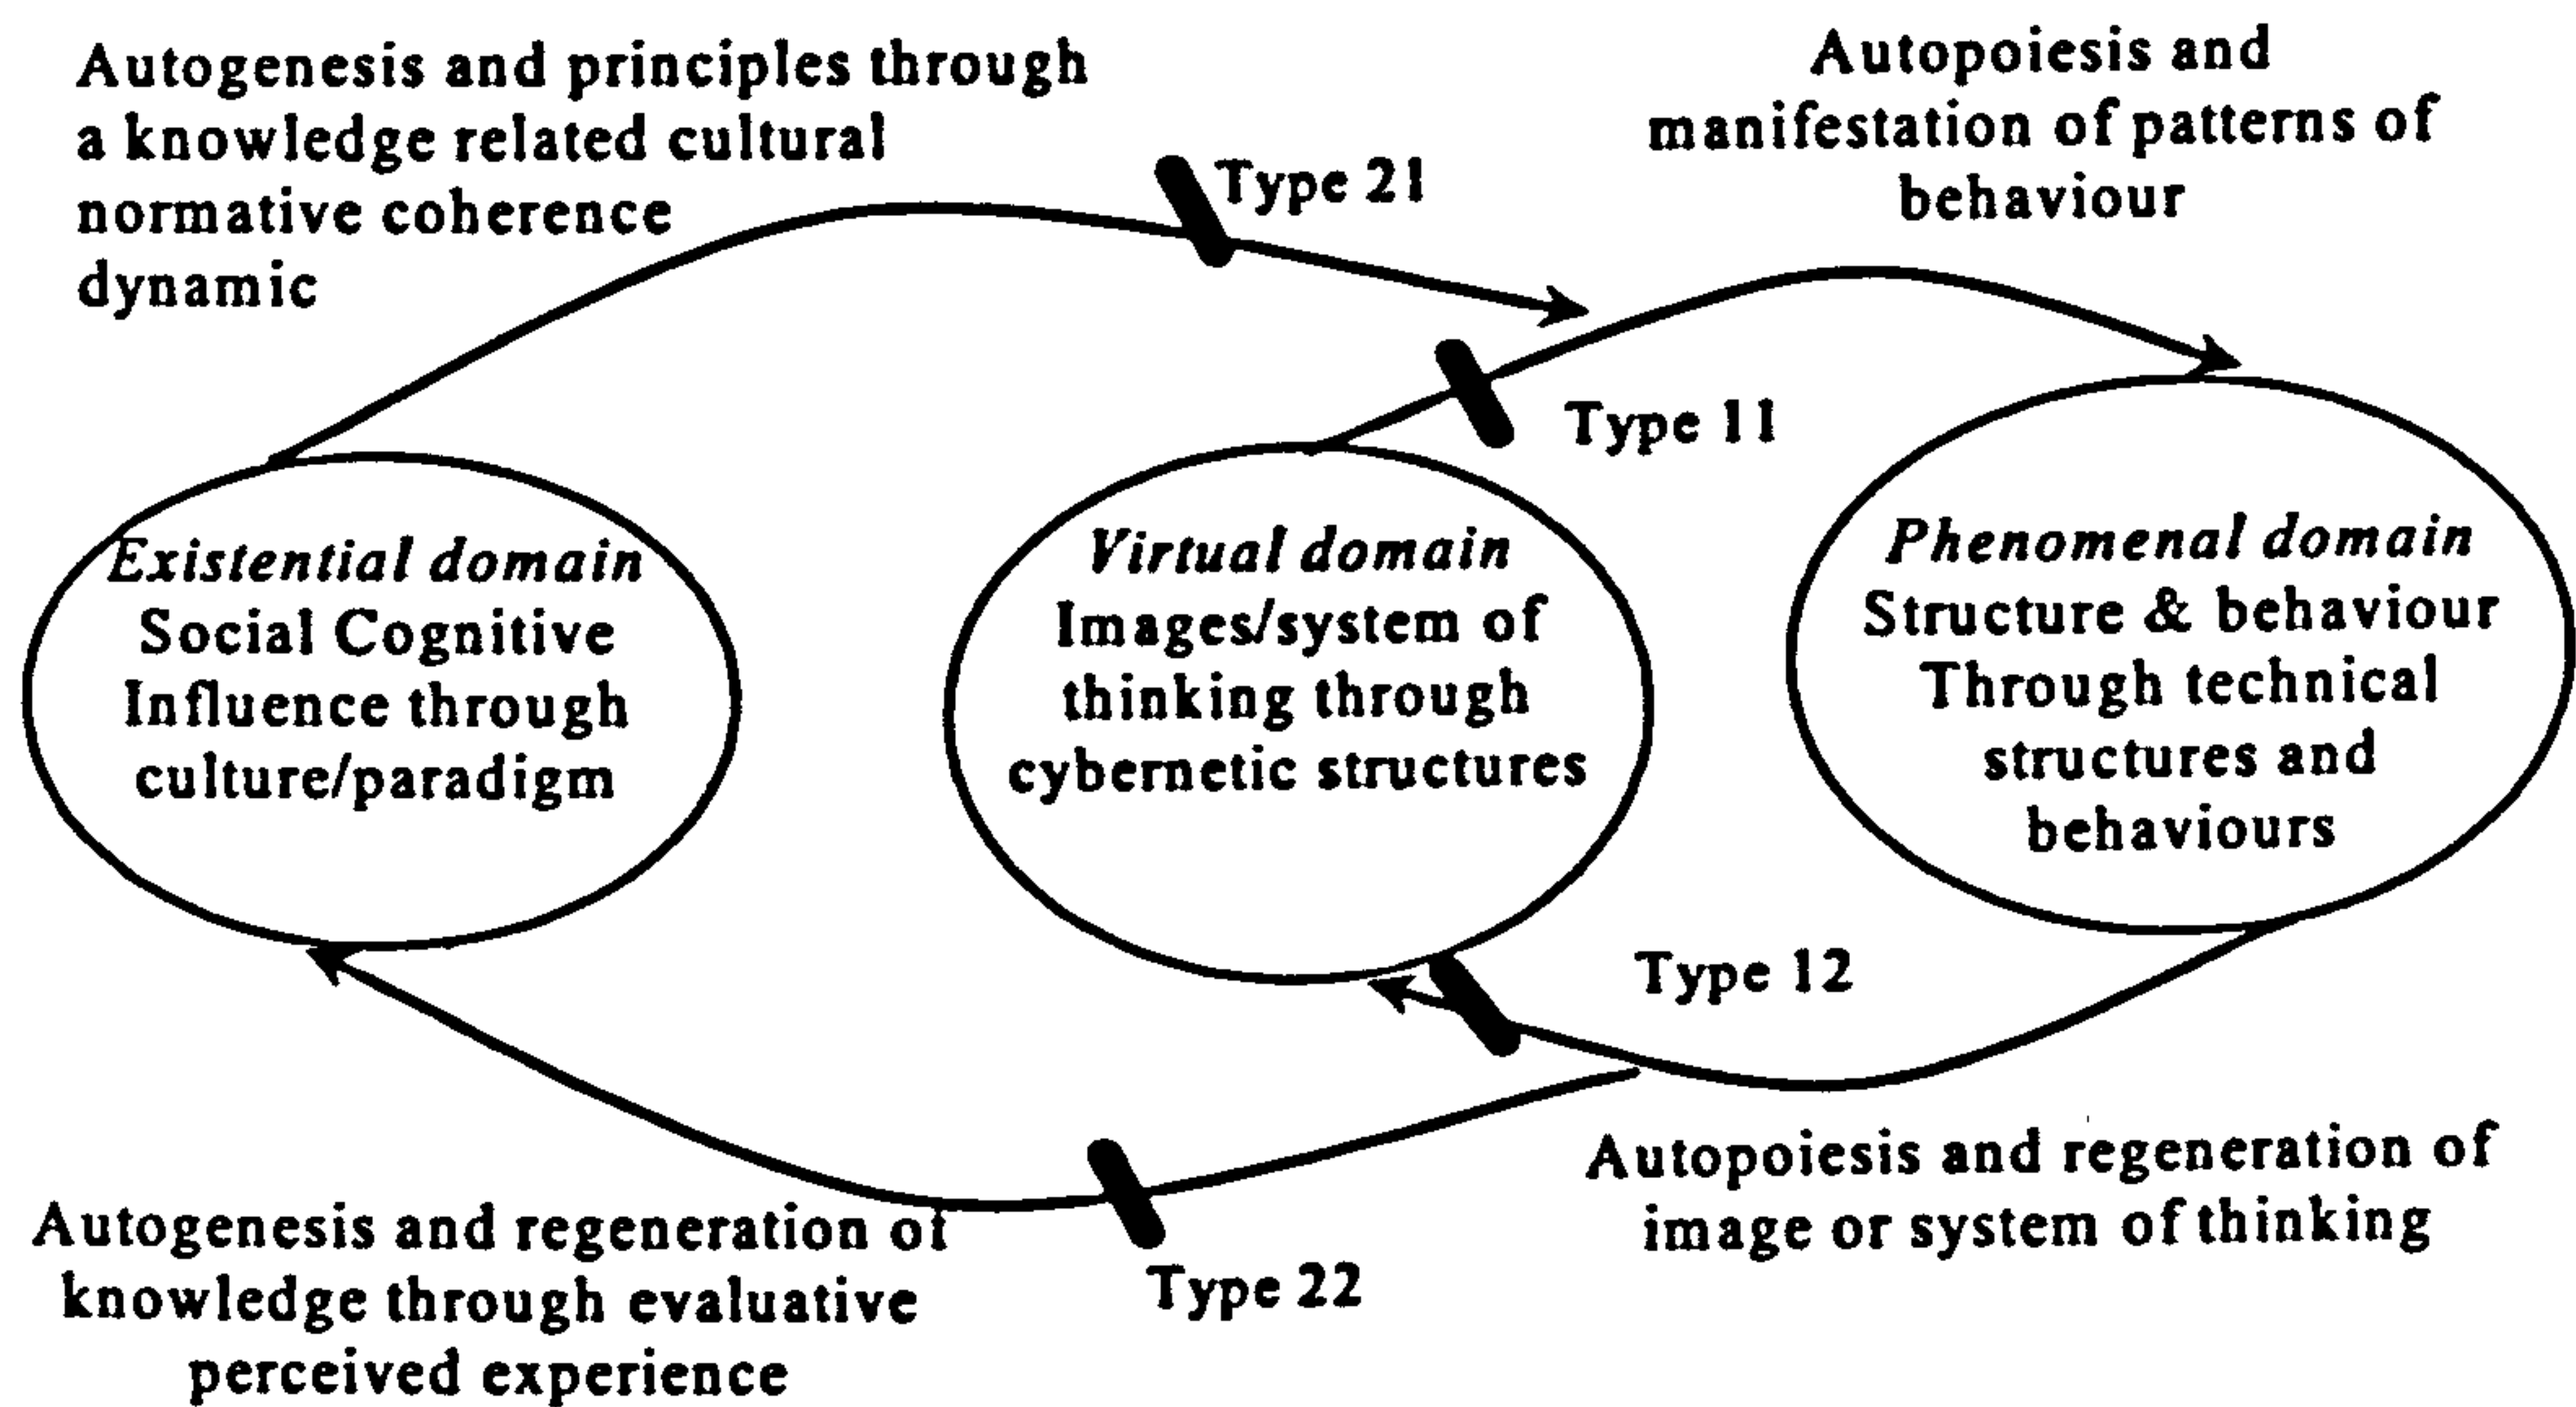 Autogenesis and principles through
a knowledge related cultural
normative coherence
dynamic
Type 21
Autopoiesis and
manifestation of patterns of
behaviour
Type 11
Existential domain
Social Cognitive
Influence through
culture/paradigm
Virtual domain
Images/system of
thinking through
cybernetic structures
Phenomenal domain
Structure & behaviour
Through technical
structures and
behaviours
Type 12
Autopoiesis and regeneration of
image or system of thinking
Autogenesis and regeneration of
knowledge through evaluative
perceived experience
Type 22